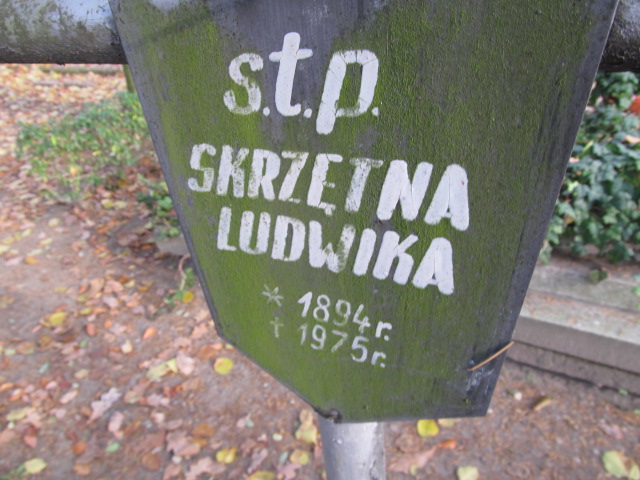 s.t.p.
SKRZĘTNA
LUDWIKA
* 1894 r.
† 1975 r.